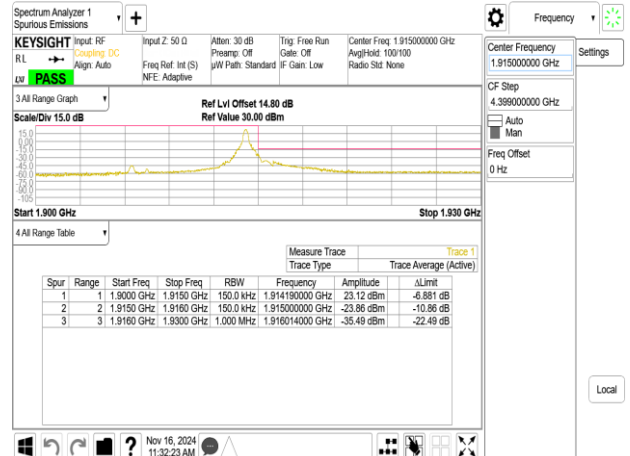 Spectrum Analyzer 1
Spurious Emissions
Frequency
KEYSIGHT
Input: RF
Coupling: DC
Align: Auto
Input Z: 50 Ω
Freq Ref: Int (S)
NFE: Adaptive
Atten: 30 dB
Preamp: Off
µW Path: Standard
Trig: Free Run
Gate: Off
IF Gain: Low
Center Freq: 1.915000000 GHz
Avg|Hold: 100/100
Radio Std: None
R L
LXI PASS
Center Frequency
1.915000000 GHz
Settings
CF Step
4.399000000 GHz
Auto
Man
Freq Offset
0 Hz
3 All Range Graph
Ref Lvl Offset 14.80 dB
Scale/Div 15.0 dB
Ref Value 30.00 dBm
15.0
0.00
-15.0
-30.0
-45.0
-60.0
-75.0
-90.0
-105
Start 1.900 GHz
Stop 1.930 GHz
4 All Range Table
Measure Trace Trace 1
Trace Type Trace Average (Active)
Spur Range Start Freq Stop Freq RBW Frequency Amplitude ΔLimit
1 1 1.9000 GHz 1.9150 GHz 150.0 kHz 1.914190000 GHz 23.12 dBm -6.881 dB
2 2 1.9150 GHz 1.9160 GHz 150.0 kHz 1.915000000 GHz -23.86 dBm -10.86 dB
3 3 1.9160 GHz 1.9300 GHz 1.000 MHz 1.916014000 GHz -35.49 dBm -22.49 dB
Local
Nov 16, 2024
11:32:23 AM